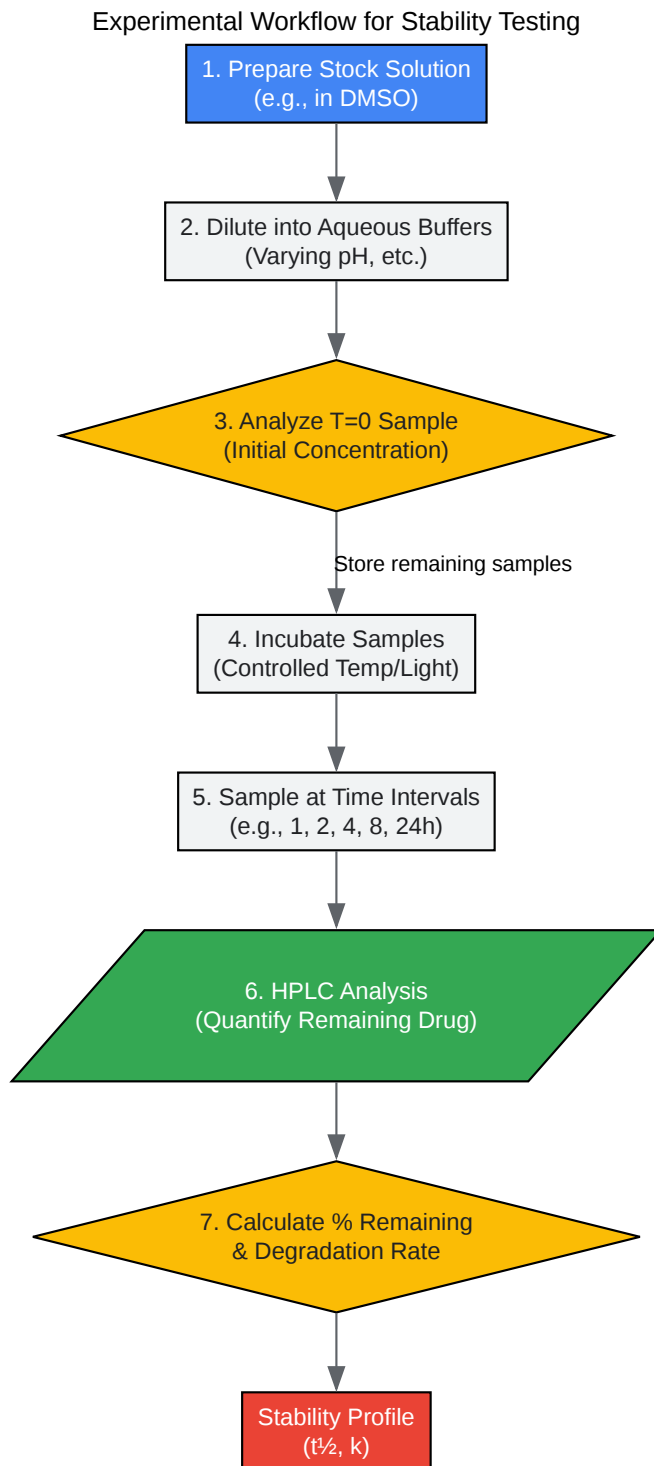 Experimental Workflow for Stability Testing
1. Prepare Stock Solution
(e.g., in DMSO)
2. Dilute into Aqueous Buffers
(Varying pH, etc.)
3. Analyze T=0 Sample
(Initial Concentration)
Store remaining samples
4. Incubate Samples
(Controlled Temp/Light)
5. Sample at Time Intervals
(e.g., 1, 2, 4, 8, 24h)
6. HPLC Analysis
(Quantify Remaining Drug)
7. Calculate % Remaining
& Degradation Rate
Stability Profile
(t½, k)